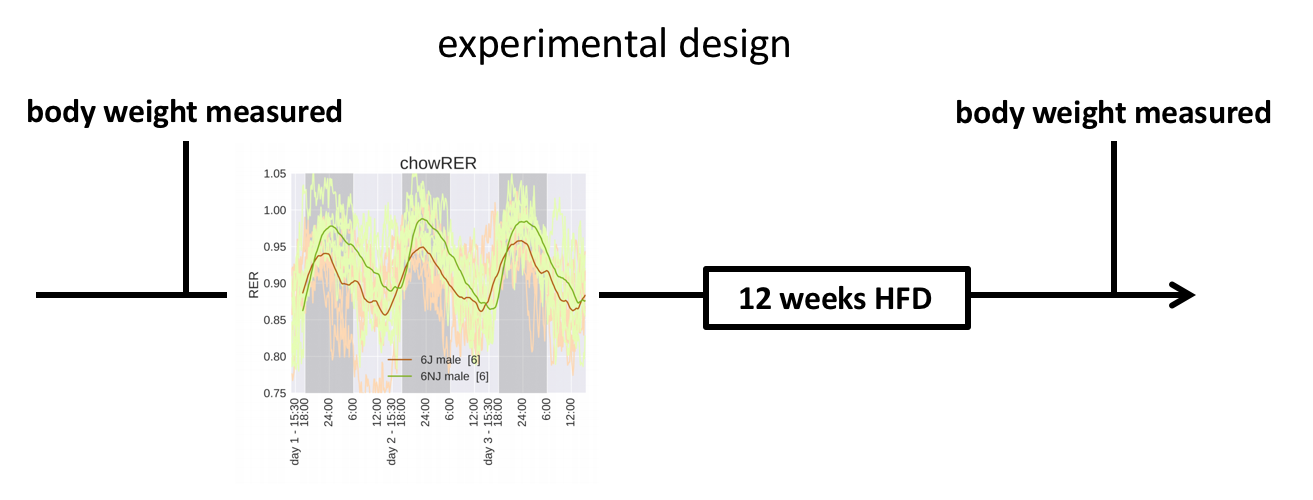 experimental design
body weight measured
body weight measured
chowRER
1.05
1.00
0.95
0.90
0.85
0.80
0.75
RER
6J male [6]
6NJ male [6]
day 1 - 15:30
18:00
24:00
6:00
12:00
day 2 - 15:30
18:00
24:00
6:00
12:00
day 3 - 15:30
18:00
24:00
6:00
12:00
12 weeks HFD